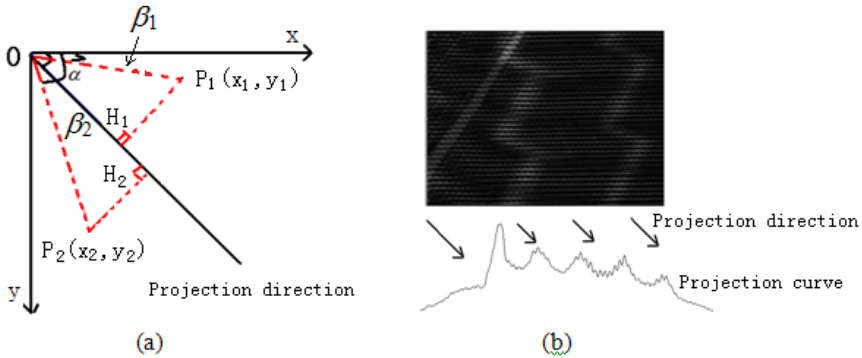 β1
0
x
α
P1(x1,y1)
H1
β2
H2
P2(x2,y2)
Projection direction
y
(a)
Projection direction
Projection curve
(b)